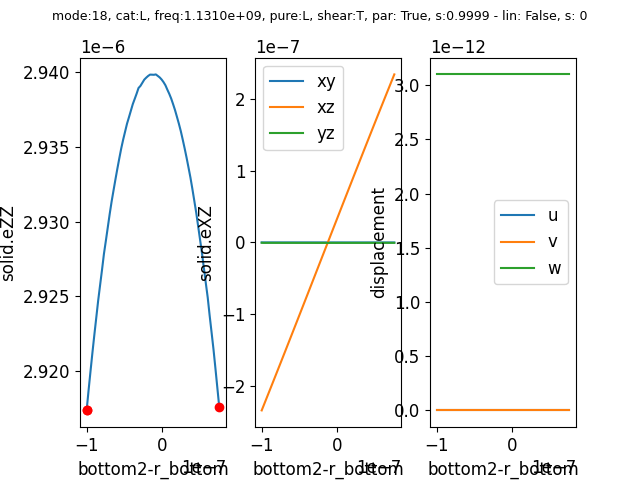 mode:18, cat:L, freq:1.1310e+09, pure:L, shear:T, par: True, s:0.9999 - lin: False, s: 0
1e−6
2.940
2.935
2.930
2.925
2.920
solid.eZZ
−1
0
1e−7
bottom2-r_bottom
1e−7
2
1
0
−1
−2
solid.eXZ
xy
xz
yz
−1
0
1e−7
bottom2-r_bottom
1e−12
3.0
2.5
2.0
1.5
1.0
0.5
0.0
displacement
u
v
w
−1
0
1e−7
bottom2-r_bottom